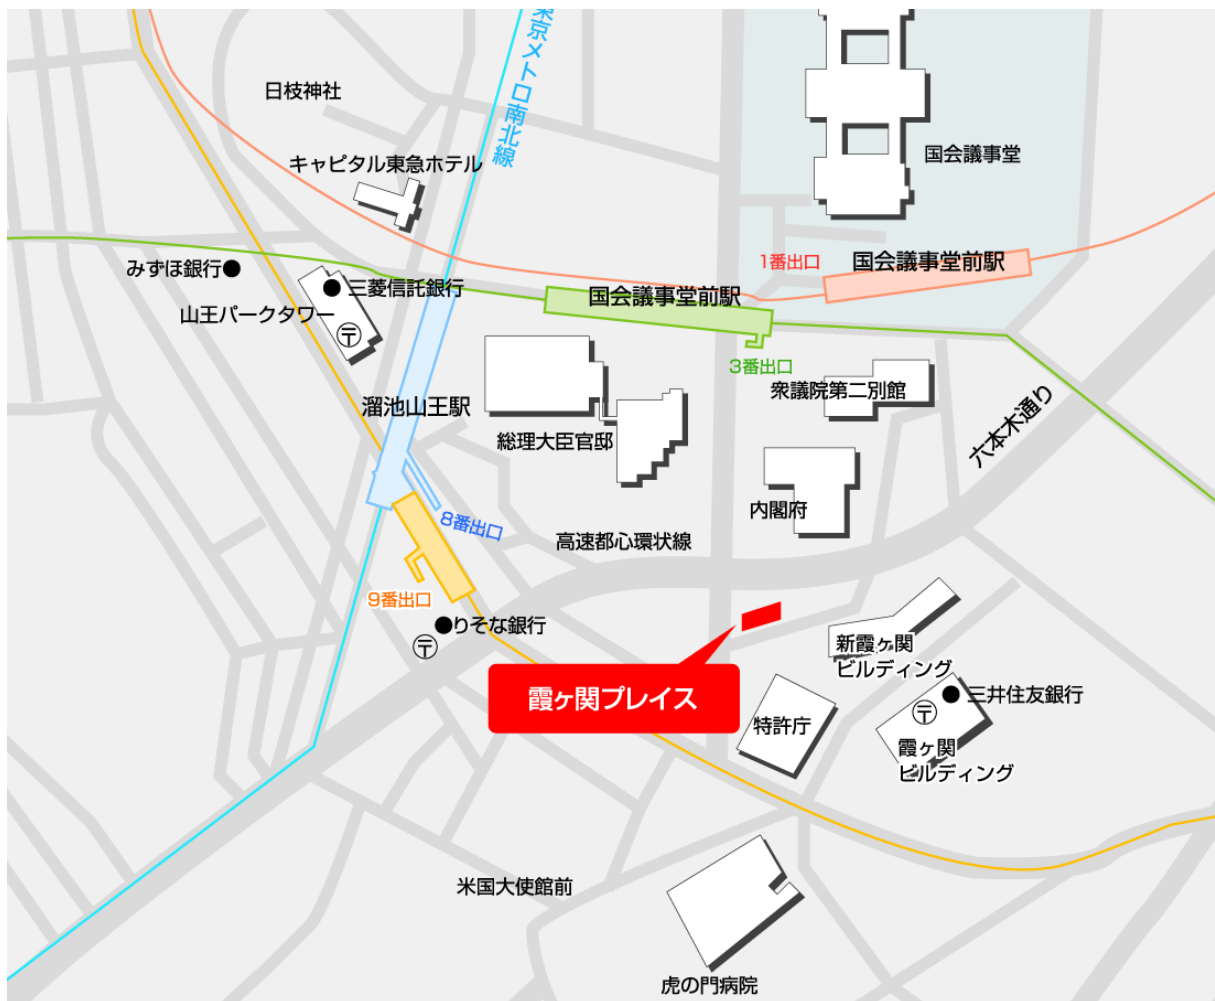 東京メトロ南北線
日枝神社
キャピタル東急ホテル
国会議事堂
1番出口
国会議事堂前駅
みずほ銀行
三菱信託銀行
国会議事堂前駅
山王パークタワー
〒
3番出口
衆議院第二別館
溜池山王駅
総理大臣官邸
六本木通り
内閣府
8番出口
高速都心環状線
9番出口
りそな銀行
〒
新霞ヶ関
ビルディング
霞ヶ関プレイス
三井住友銀行
〒
特許庁
霞ヶ関
ビルディング
米国大使館前
虎の門病院